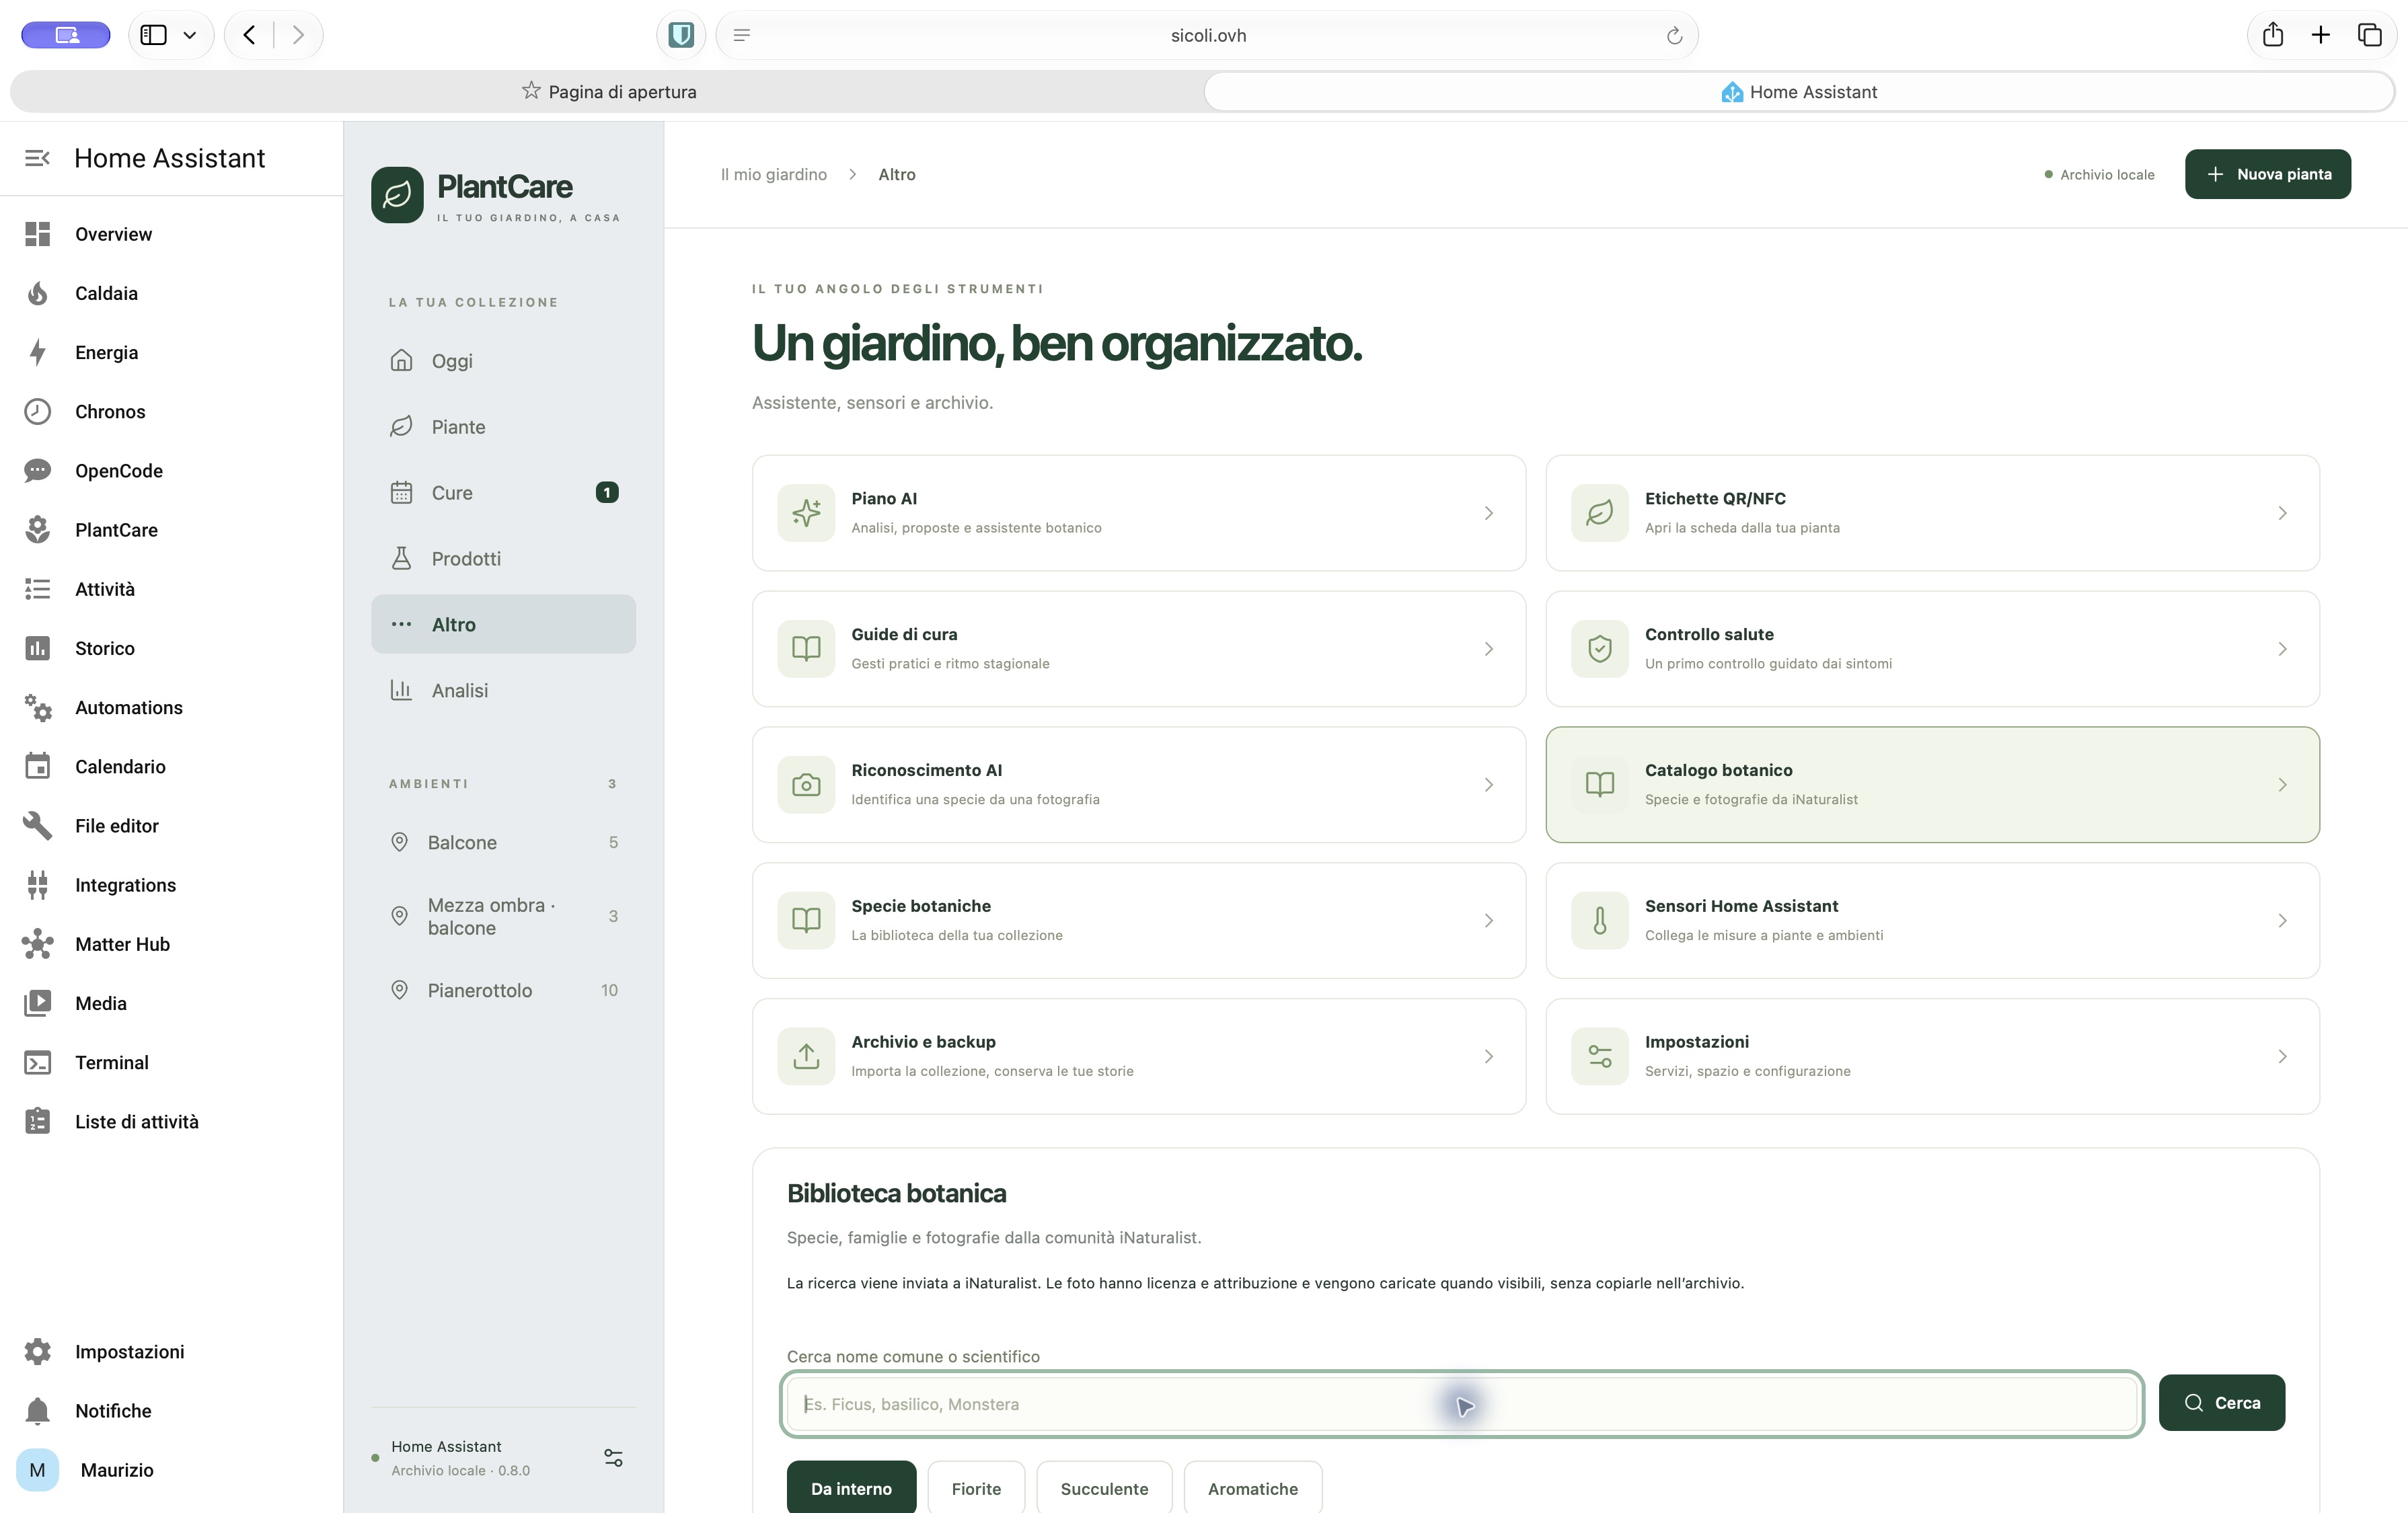 sicoli.ovh
Pagina di apertura
Home Assistant
Home Assistant
Overview
Caldaia
Energia
Chronos
OpenCode
PlantCare
Attività
Storico
Automations
Calendario
File editor
Integrations
Matter Hub
Media
Terminal
Liste di attività
Impostazioni
Notifiche
M Maurizio
PlantCare
IL TUO GIARDINO, A CASA
LA TUA COLLEZIONE
Oggi
Piante
Cure 1
Prodotti
Altro
Analisi
AMBIENTI 3
Balcone 5
Mezza ombra ·
balcone 3
Pianerottolo 10
Home Assistant
Archivio locale · 0.8.0
Il mio giardino > Altro
Archivio locale
+ Nuova pianta
IL TUO ANGOLO DEGLI STRUMENTI
Un giardino, ben organizzato.
Assistente, sensori e archivio.
Piano AI
Analisi, proposte e assistente botanico
Etichette QR/NFC
Apri la scheda dalla tua pianta
Guide di cura
Gesti pratici e ritmo stagionale
Controllo salute
Un primo controllo guidato dai sintomi
Riconoscimento AI
Identifica una specie da una fotografia
Catalogo botanico
Specie e fotografie da iNaturalist
Specie botaniche
La biblioteca della tua collezione
Sensori Home Assistant
Collega le misure a piante e ambienti
Archivio e backup
Importa la collezione, conserva le tue storie
Impostazioni
Servizi, spazio e configurazione
Biblioteca botanica
Specie, famiglie e fotografie dalla comunità iNaturalist.
La ricerca viene inviata a iNaturalist. Le foto hanno licenza e attribuzione e vengono caricate quando visibili, senza copiarle nell'archivio.
Cerca nome comune o scientifico
Es. Ficus, basilico, Monstera
Cerca
Da interno
Fiorite
Succulente
Aromatiche